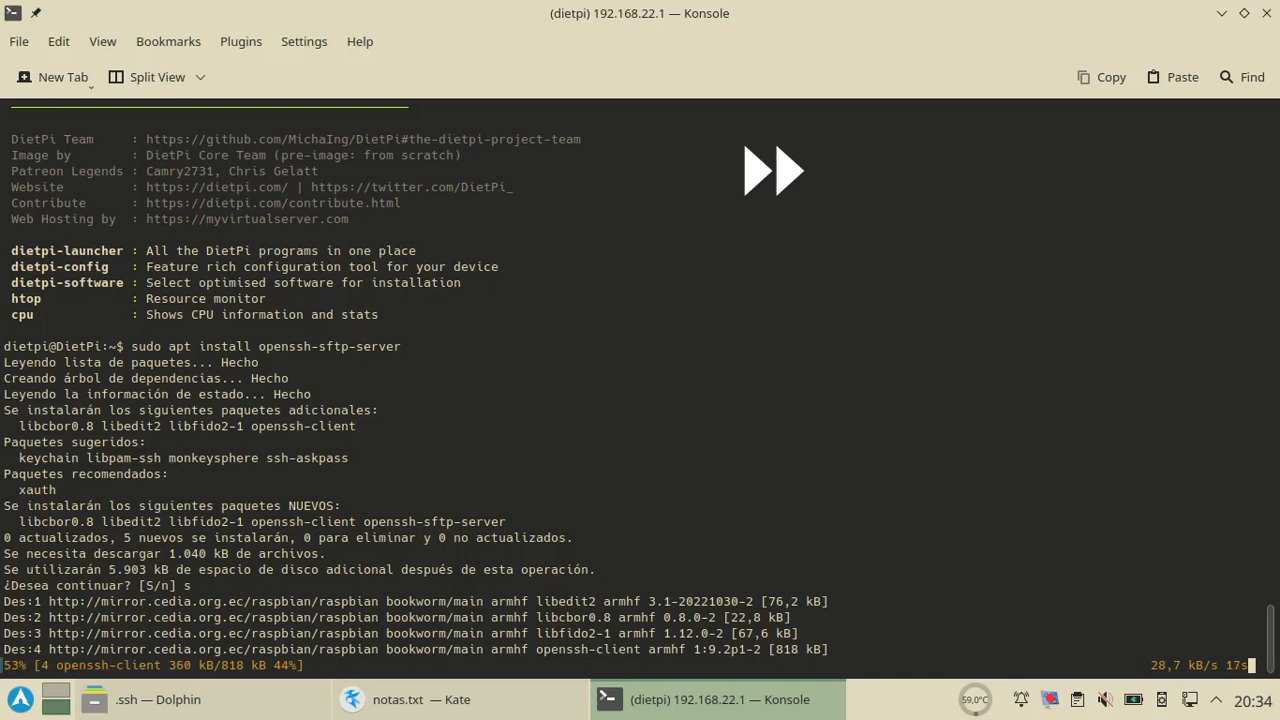 (dietpi) 192.168.22.1 — Konsole
File Edit View Bookmarks Plugins Settings Help
New Tab Split View Copy Paste Find
DietPi Team : https://github.com/MichaIng/DietPi#the-dietpi-project-team
Image by : DietPi Core Team (pre-image: from scratch)
Patreon Legends : Camry2731, Chris Gelatt
Website : https://dietpi.com/ | https://twitter.com/DietPi_
Contribute : https://dietpi.com/contribute.html
Web Hosting by : https://myvirtualserver.com
dietpi-launcher : All the DietPi programs in one place
dietpi-config : Feature rich configuration tool for your device
dietpi-software : Select optimised software for installation
htop : Resource monitor
cpu : Shows CPU information and stats
dietpi@DietPi:~$ sudo apt install openssh-sftp-server
Leyendo lista de paquetes... Hecho
Creando árbol de dependencias... Hecho
Leyendo la información de estado... Hecho
Se instalarán los siguientes paquetes adicionales:
libcbor0.8 libedit2 libfido2-1 openssh-client
Paquetes sugeridos:
keychain libpam-ssh monkeysphere ssh-askpass
Paquetes recomendados:
xauth
Se instalarán los siguientes paquetes NUEVOS:
libcbor0.8 libedit2 libfido2-1 openssh-client openssh-sftp-server
0 actualizados, 5 nuevos se instalarán, 0 para eliminar y 0 no actualizados.
Se necesita descargar 1.040 kB de archivos.
Se utilizarán 5.903 kB de espacio de disco adicional después de esta operación.
¿Desea continuar? [S/n] s
Des:1 http://mirror.cedia.org.ec/raspbian/raspbian bookworm/main armhf libedit2 armhf 3.1-20221030-2 [76,2 kB]
Des:2 http://mirror.cedia.org.ec/raspbian/raspbian bookworm/main armhf libcbor0.8 armhf 0.8.0-2 [22,8 kB]
Des:3 http://mirror.cedia.org.ec/raspbian/raspbian bookworm/main armhf libfido2-1 armhf 1.12.0-2 [67,6 kB]
Des:4 http://mirror.cedia.org.ec/raspbian/raspbian bookworm/main armhf openssh-client armhf 1:9.2p1-2 [818 kB]
53% [4 openssh-client 360 kB/818 kB 44%] 28,7 kB/s 17s
.ssh — Dolphin notas.txt — Kate (dietpi) 192.168.22.1 — Konsole 59,0°C 20:34